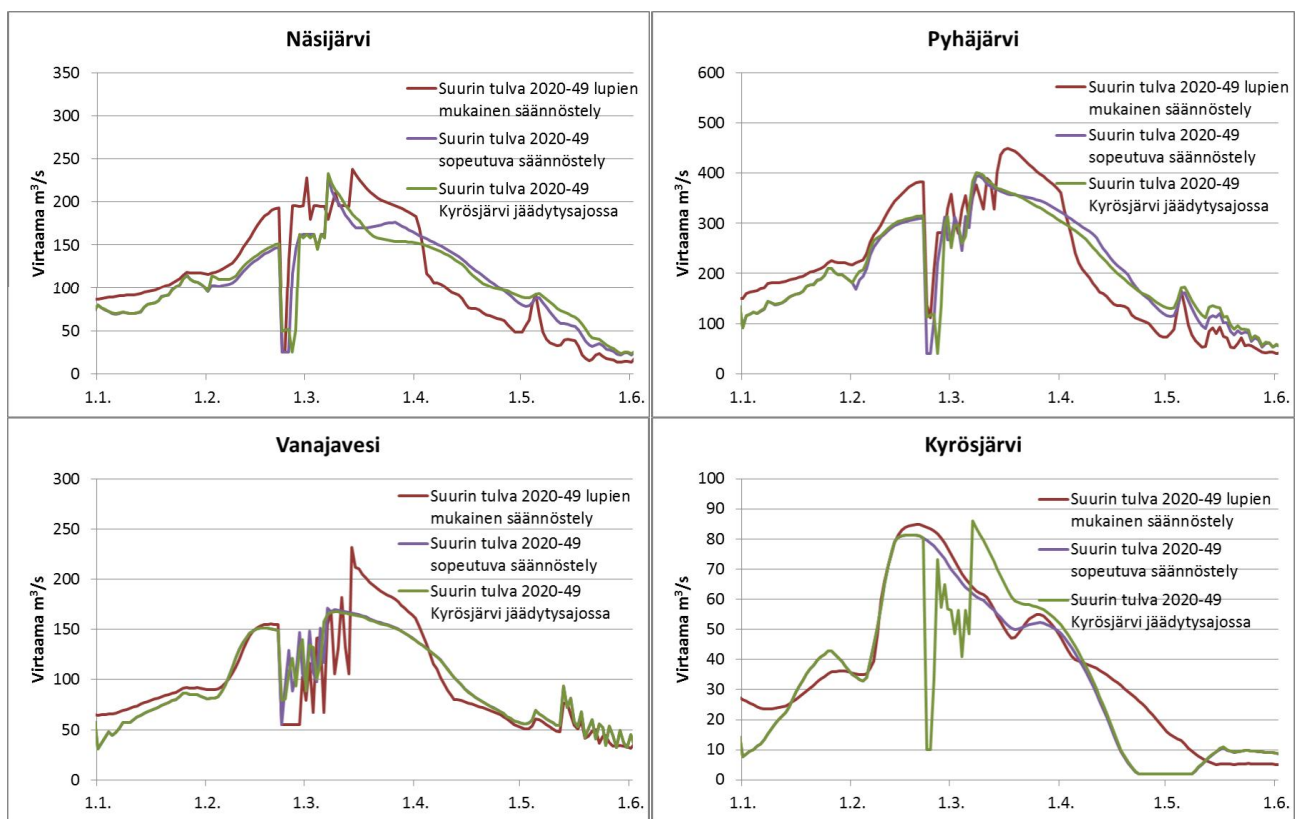 Näsijärvi
Virtaama m³/s
350
300
250
200
150
100
50
0
1.1.
1.2.
1.3.
1.4.
1.5.
1.6.
Suurin tulva 2020-49 lupien
mukainen säännöstely
Suurin tulva 2020-49
sopeutuva säännöstely
Suurin tulva 2020-49
Kyrösjärvi jäädytysajossa
Pyhäjärvi
Virtaama m³/s
600
500
400
300
200
100
0
1.1.
1.2.
1.3.
1.4.
1.5.
1.6.
Suurin tulva 2020-49 lupien
mukainen säännöstely
Suurin tulva 2020-49
sopeutuva säännöstely
Suurin tulva 2020-49
Kyrösjärvi jäädytysajossa
Vanajavesi
Virtaama m³/s
300
250
200
150
100
50
0
1.1.
1.2.
1.3.
1.4.
1.5.
1.6.
Suurin tulva 2020-49 lupien
mukainen säännöstely
Suurin tulva 2020-49
sopeutuva säännöstely
Suurin tulva 2020-49
Kyrösjärvi jäädytysajossa
Kyrösjärvi
Virtaama m³/s
100
90
80
70
60
50
40
30
20
10
0
1.1.
1.2.
1.3.
1.4.
1.5.
1.6.
Suurin tulva 2020-49 lupien
mukainen säännöstely
Suurin tulva 2020-49
sopeutuva säännöstely
Suurin tulva 2020-49
Kyrösjärvi jäädytysajossa